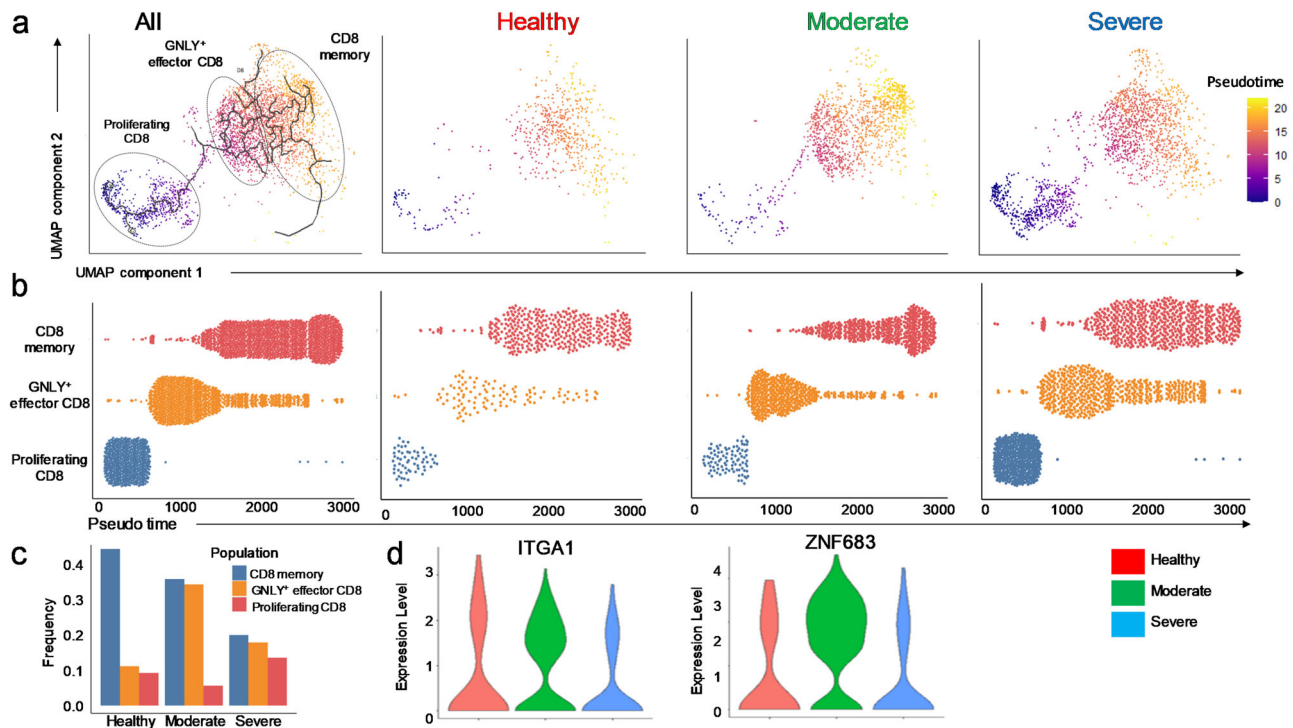 a
All
Healthy
Moderate
Severe
GNLY⁺
effector CD8
CD8
memory
Proliferating
CD8
Pseudotime
20
15
10
5
0
UMAP component 2
UMAP component 1
b
CD8
memory
GNLY⁺
effector CD8
Proliferating
CD8
0 1000 2000 3000
0 1000 2000 3000
0 1000 2000 3000
0 1000 2000 3000
Pseudo time
c
Population
CD8 memory
GNLY⁺ effector CD8
Proliferating CD8
Frequency
0.4
0.3
0.2
0.1
0.0
Healthy Moderate Severe
d
ITGA1
Expression Level
3
2
1
0
ZNF683
Expression Level
4
3
2
1
0
Healthy
Moderate
Severe